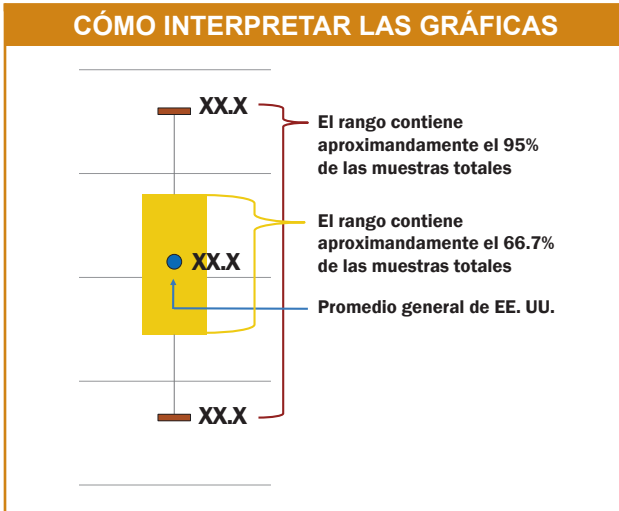 CÓMO INTERPRETAR LAS GRÁFICAS
XX.X
El rango contiene
aproximandamente el 95%
de las muestras totales
El rango contiene
aproximandamente el 66.7%
de las muestras totales
XX.X
Promedio general de EE. UU.
XX.X